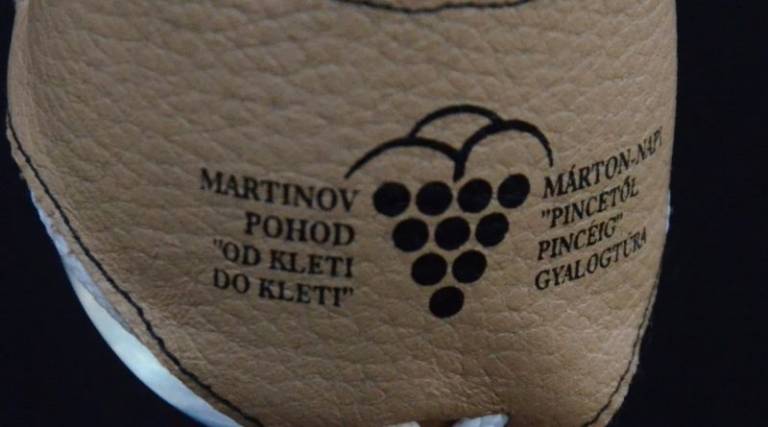 MARTINOV
POHOD
"OD KLETI
DO KLETI"
MÁRTON-NAPI
"PINCÉTŐL
PINCÉIG"
GYALOGTÚRA